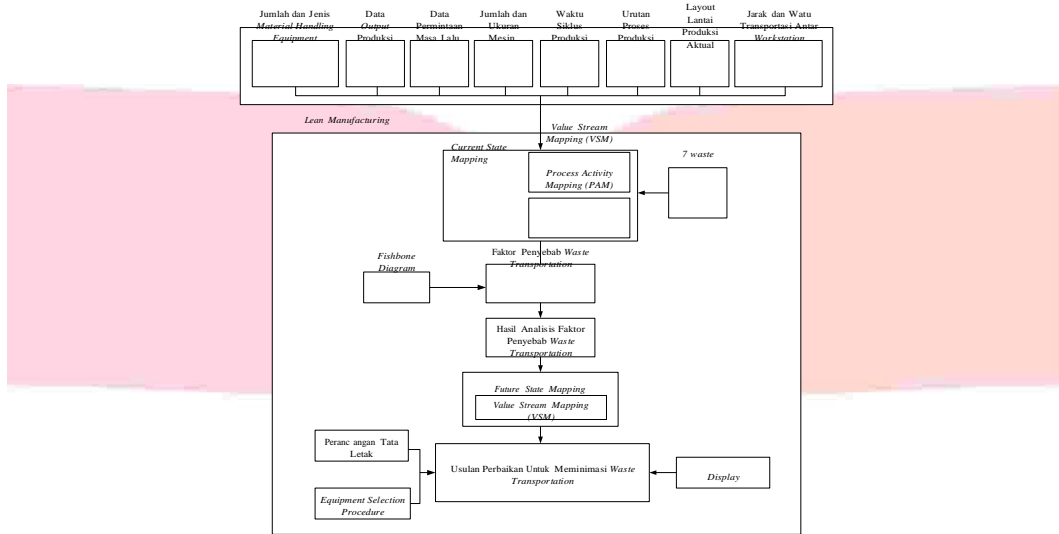 Jumlah dan Jenis
Material Handling
Equipment
Data
Output
Produksi
Data
Permintaan
Masa Lalu
Jumlah dan
Ukuran
Mesin
Waktu
Siklus
Produksi
Urutan
Proses
Produksi
Layout
Lantai
Produksi
Aktual
Jarak dan Watu
Transportasi Antar
Workstation
Lean Manufacturing
Value Stream
Mapping (VSM)
Current State
Mapping
Process Activity
Mapping (PAM)
7 waste
Faktor Penyebab Waste
Transportation
Fishbone
Diagram
Hasil Analisis Faktor
Penyebab Waste
Transportation
Future State Mapping
Value Stream Mapping
(VSM)
Peranc angan Tata
Letak
Usulan Perbaikan Untuk Meminimasi Waste
Transportation
Display
Equipment Selection
Procedure